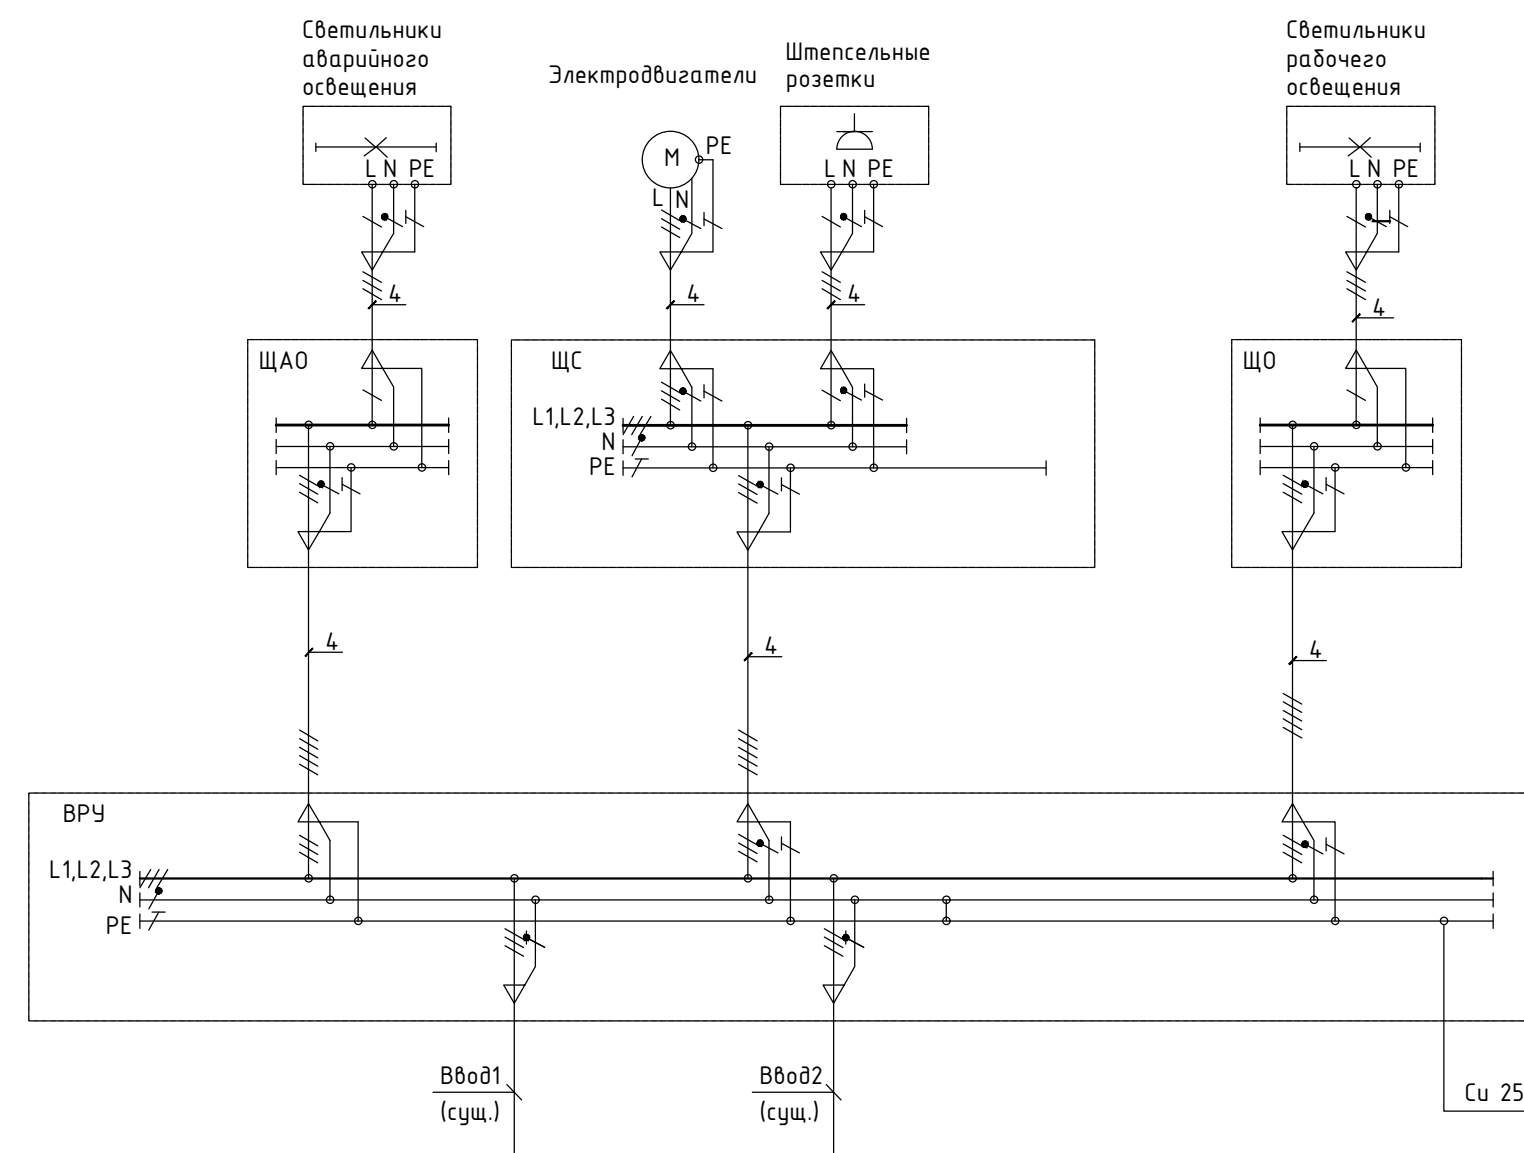 Светильники
аварийного
освещения
Электродвигатели
Штепсельные
розетки
Светильники
рабочего
освещения
L N PE
M PE
L N
L N PE
L N PE
4
4
4
4
ЩАО
ЩС
ЩО
L1,L2,L3
N
PE
4
4
4
ВРУ
L1,L2,L3
N
PE
Ввод1
(сущ.)
Ввод2
(сущ.)
Cu 25